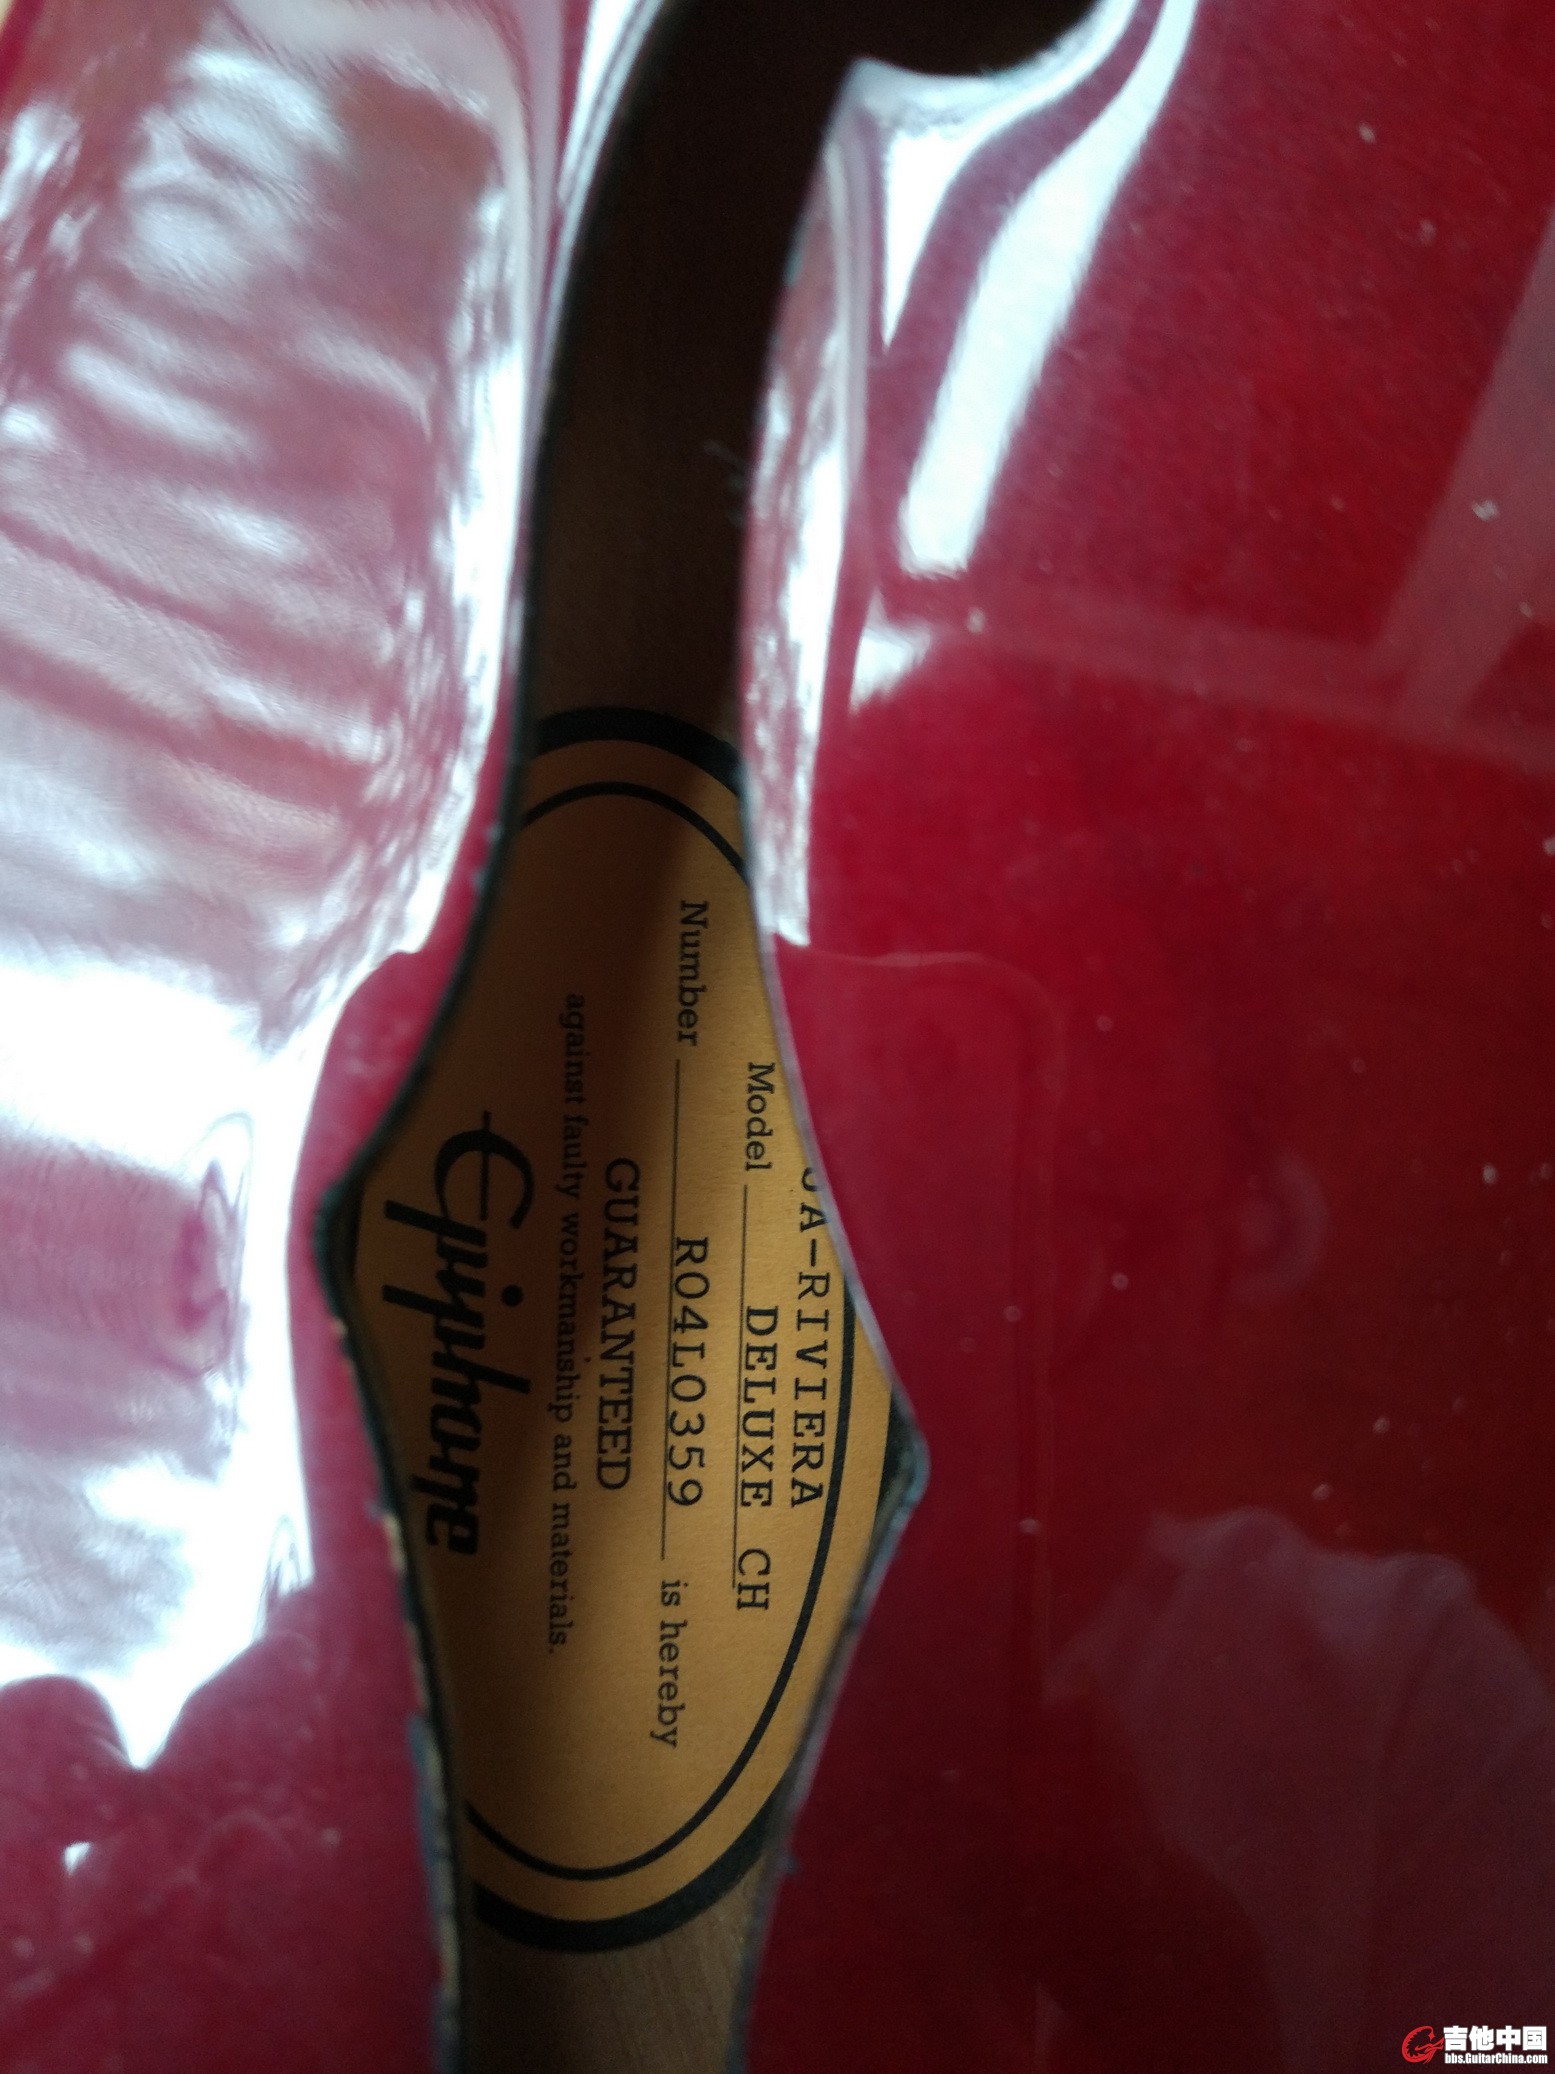 JA-RIVIERA
Model DELUXE CH
Number R04L0359 is hereby
GUARANTEED
against faulty workmanship and materials.
Epiphone
吉他中国
bbs.GuitarChina.com